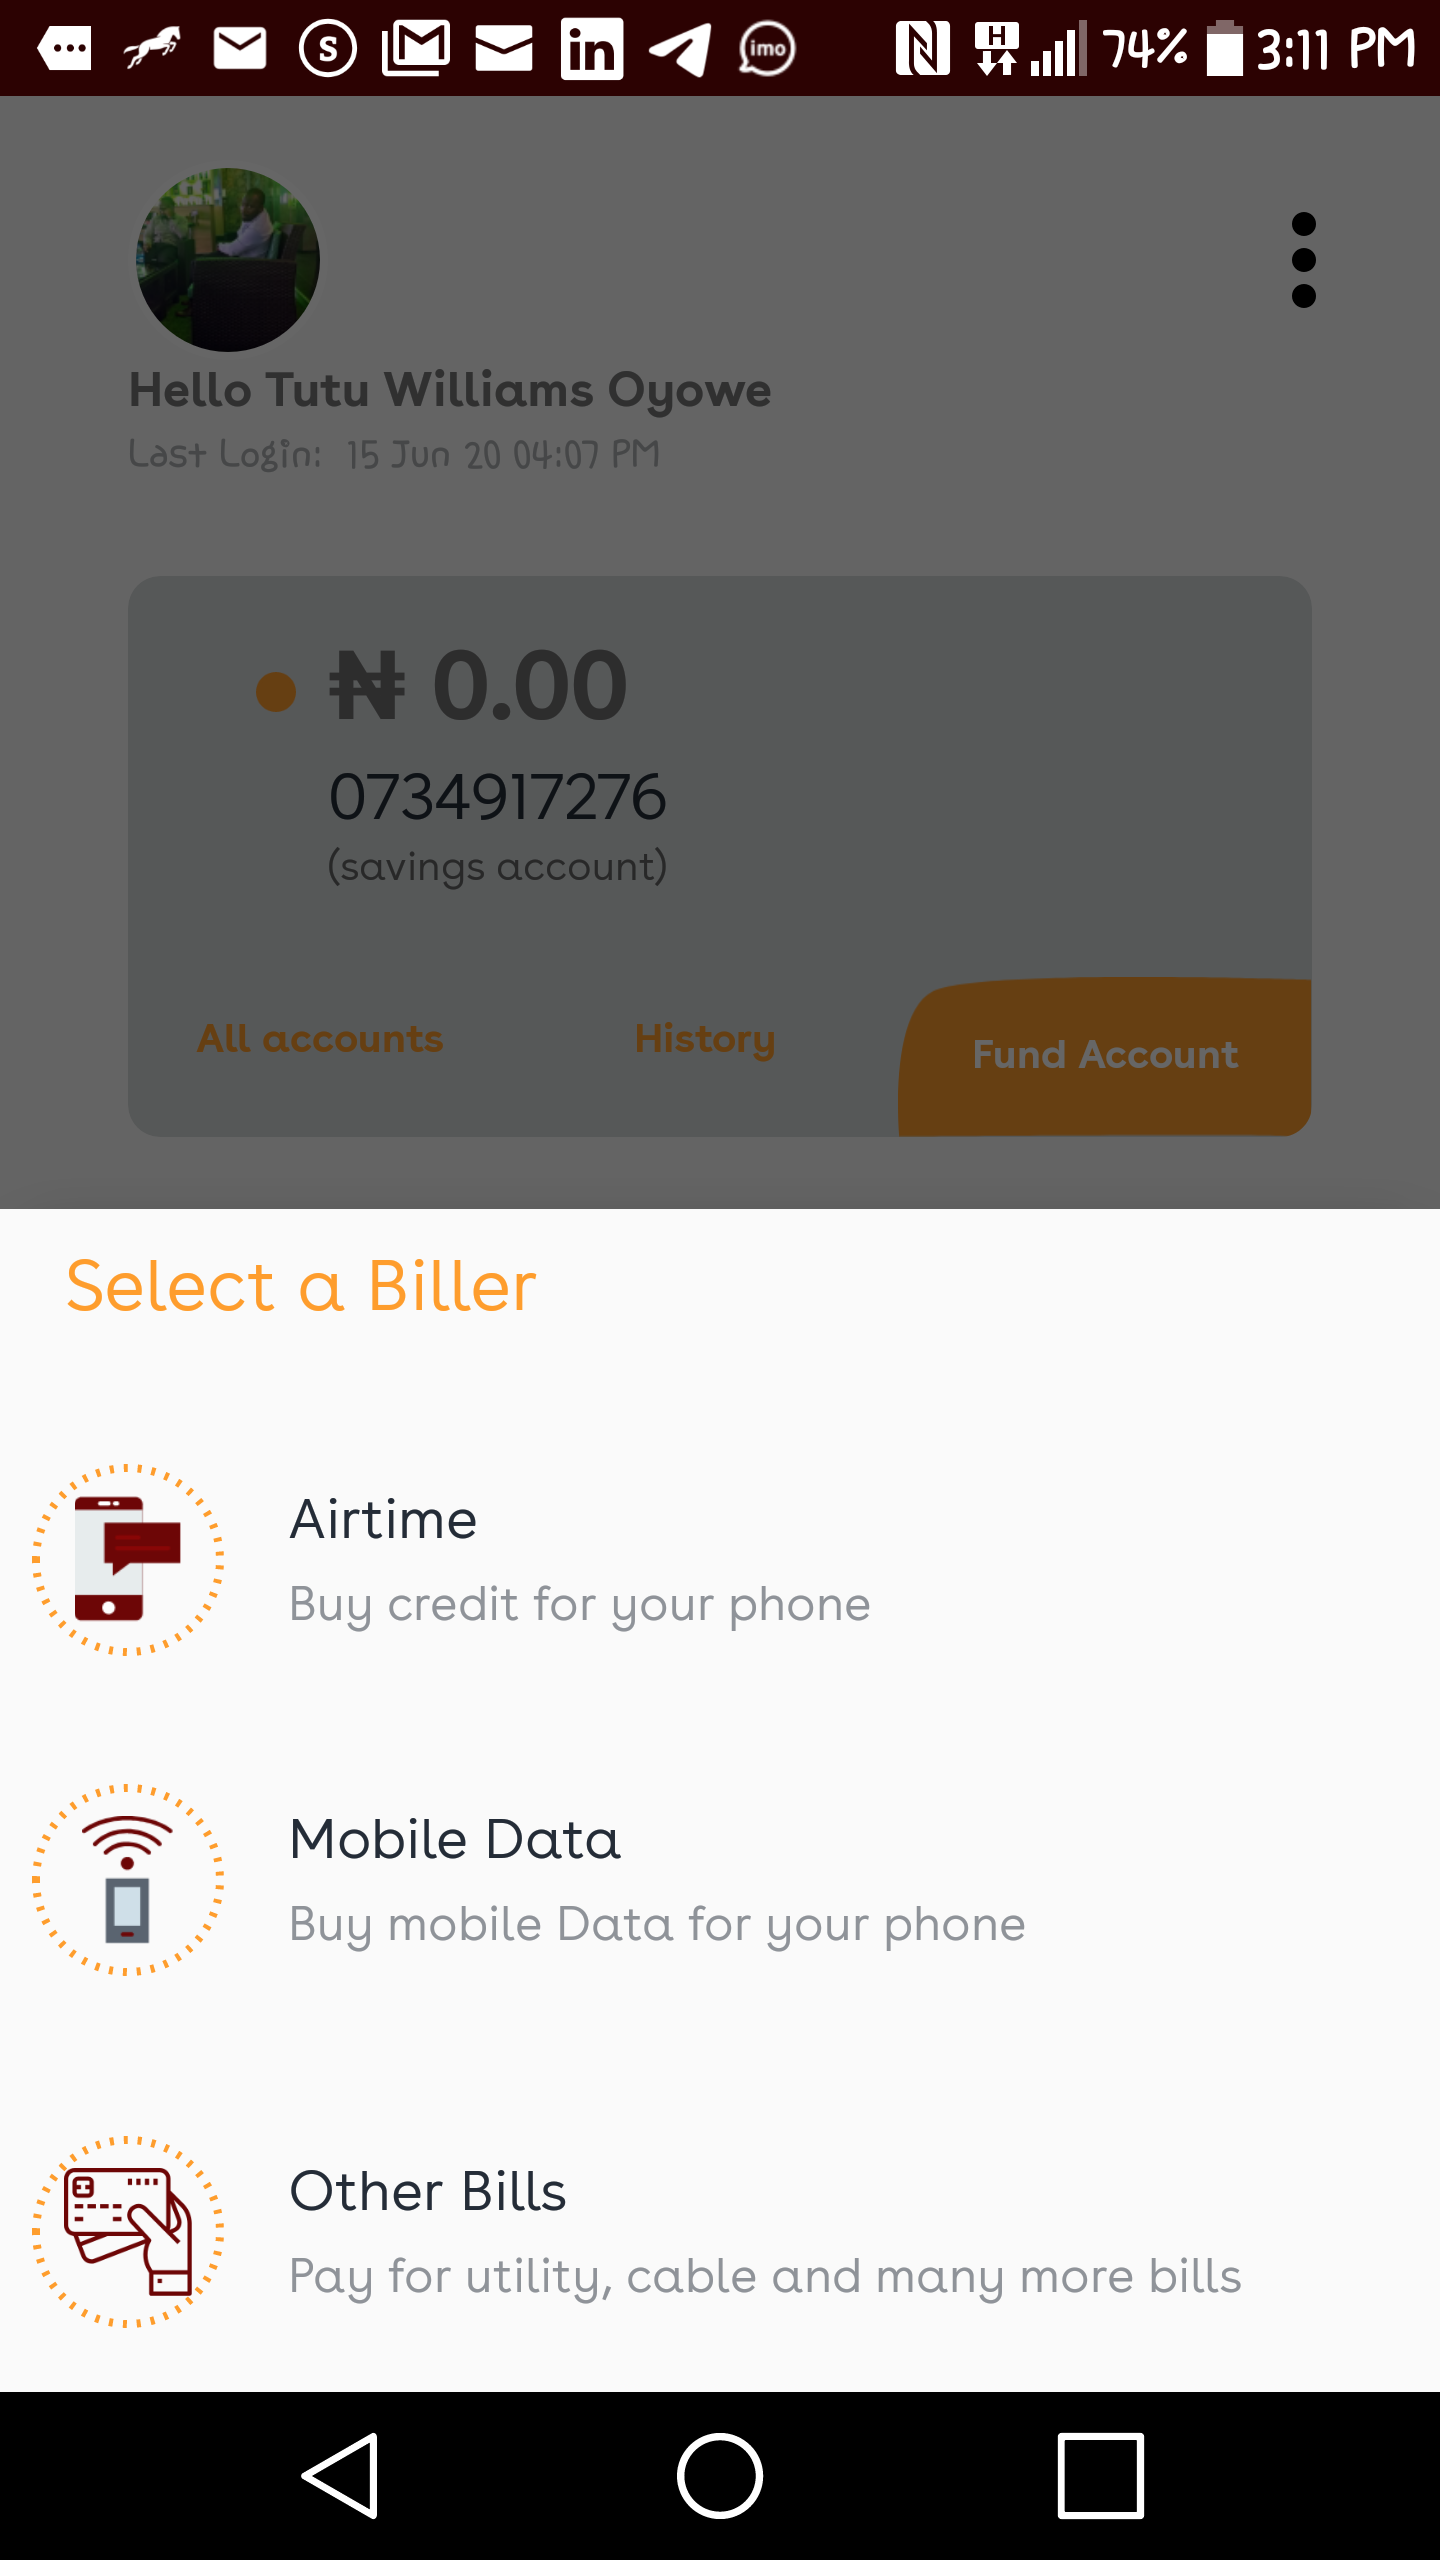 S imo H 74% 3:11 PM
Hello Tutu Williams Oyowe
Last Login: 15 Jun 20 04:07 PM
₦ 0.00
0734917276
(savings account)
All accounts History Fund Account
Select a Biller
Airtime
Buy credit for your phone
Mobile Data
Buy mobile Data for your phone
Other Bills
Pay for utility, cable and many more bills